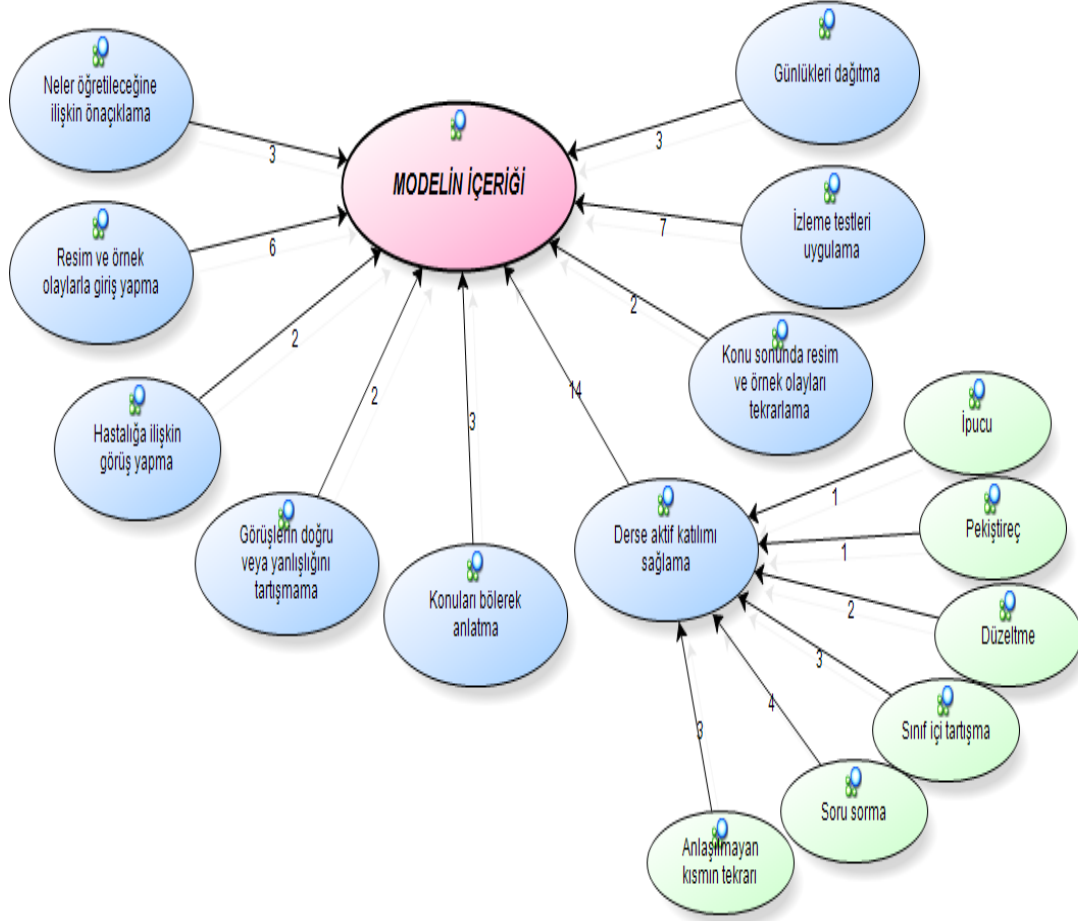 Neler öğretileceğine
ilişkin önaçıklama
3
Resim ve örnek
olaylarla giriş yapma
6
Hastalığa ilişkin
görüş yapma
2
Görüşlerin doğru
veya yanlışlığını
tartışmama
2
Konuları bölerek
anlatma
3
MODELİN İÇERİĞİ
Günlükleri dağıtma
3
İzleme testleri
uygulama
7
Konu sonunda resim
ve örnek olayları
tekrarlama
2
Derse aktif katılımı
sağlama
14
İpucu
1
Pekiştireç
1
Düzeltme
2
Sınıf içi tartışma
3
Soru sorma
4
Anlaşılmayan
kısmın tekrarı
3